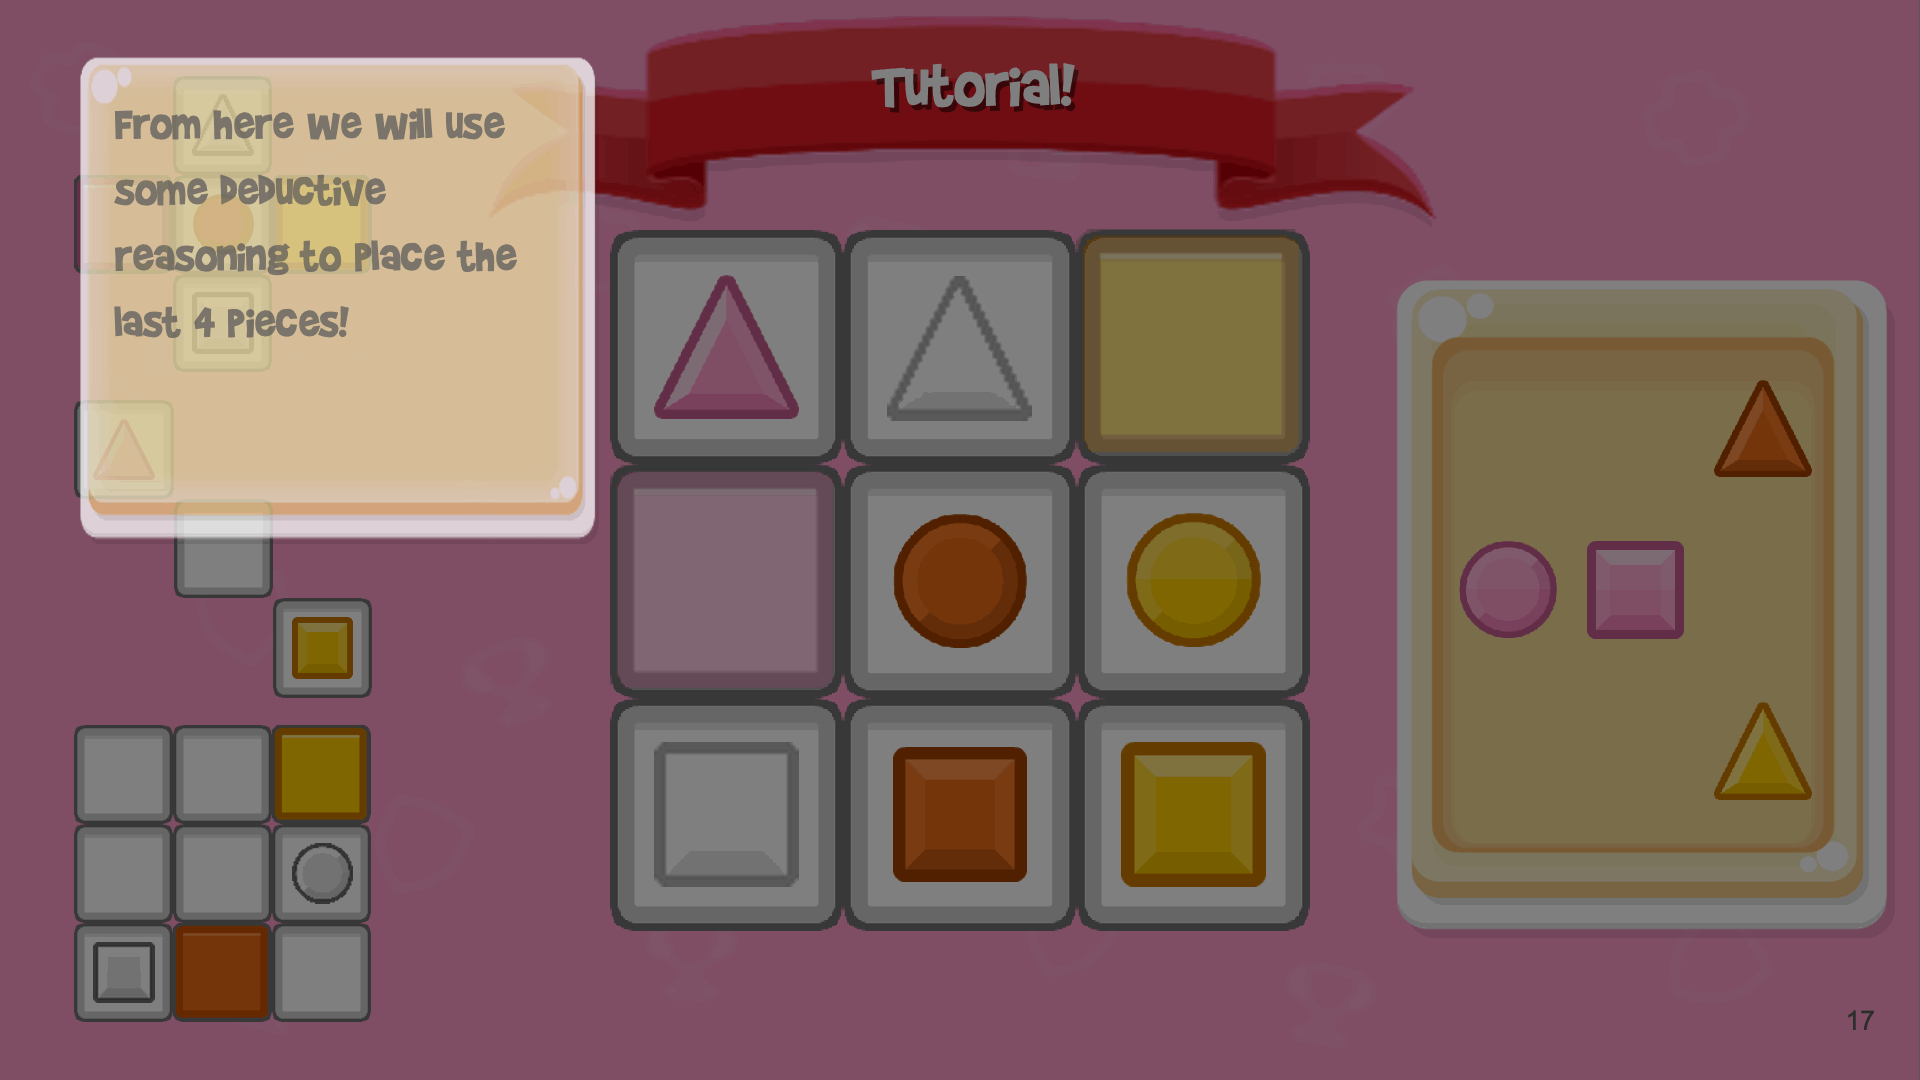 Tutorial!
From here we will use
some deductive
reasoning to place the
last 4 pieces!
17